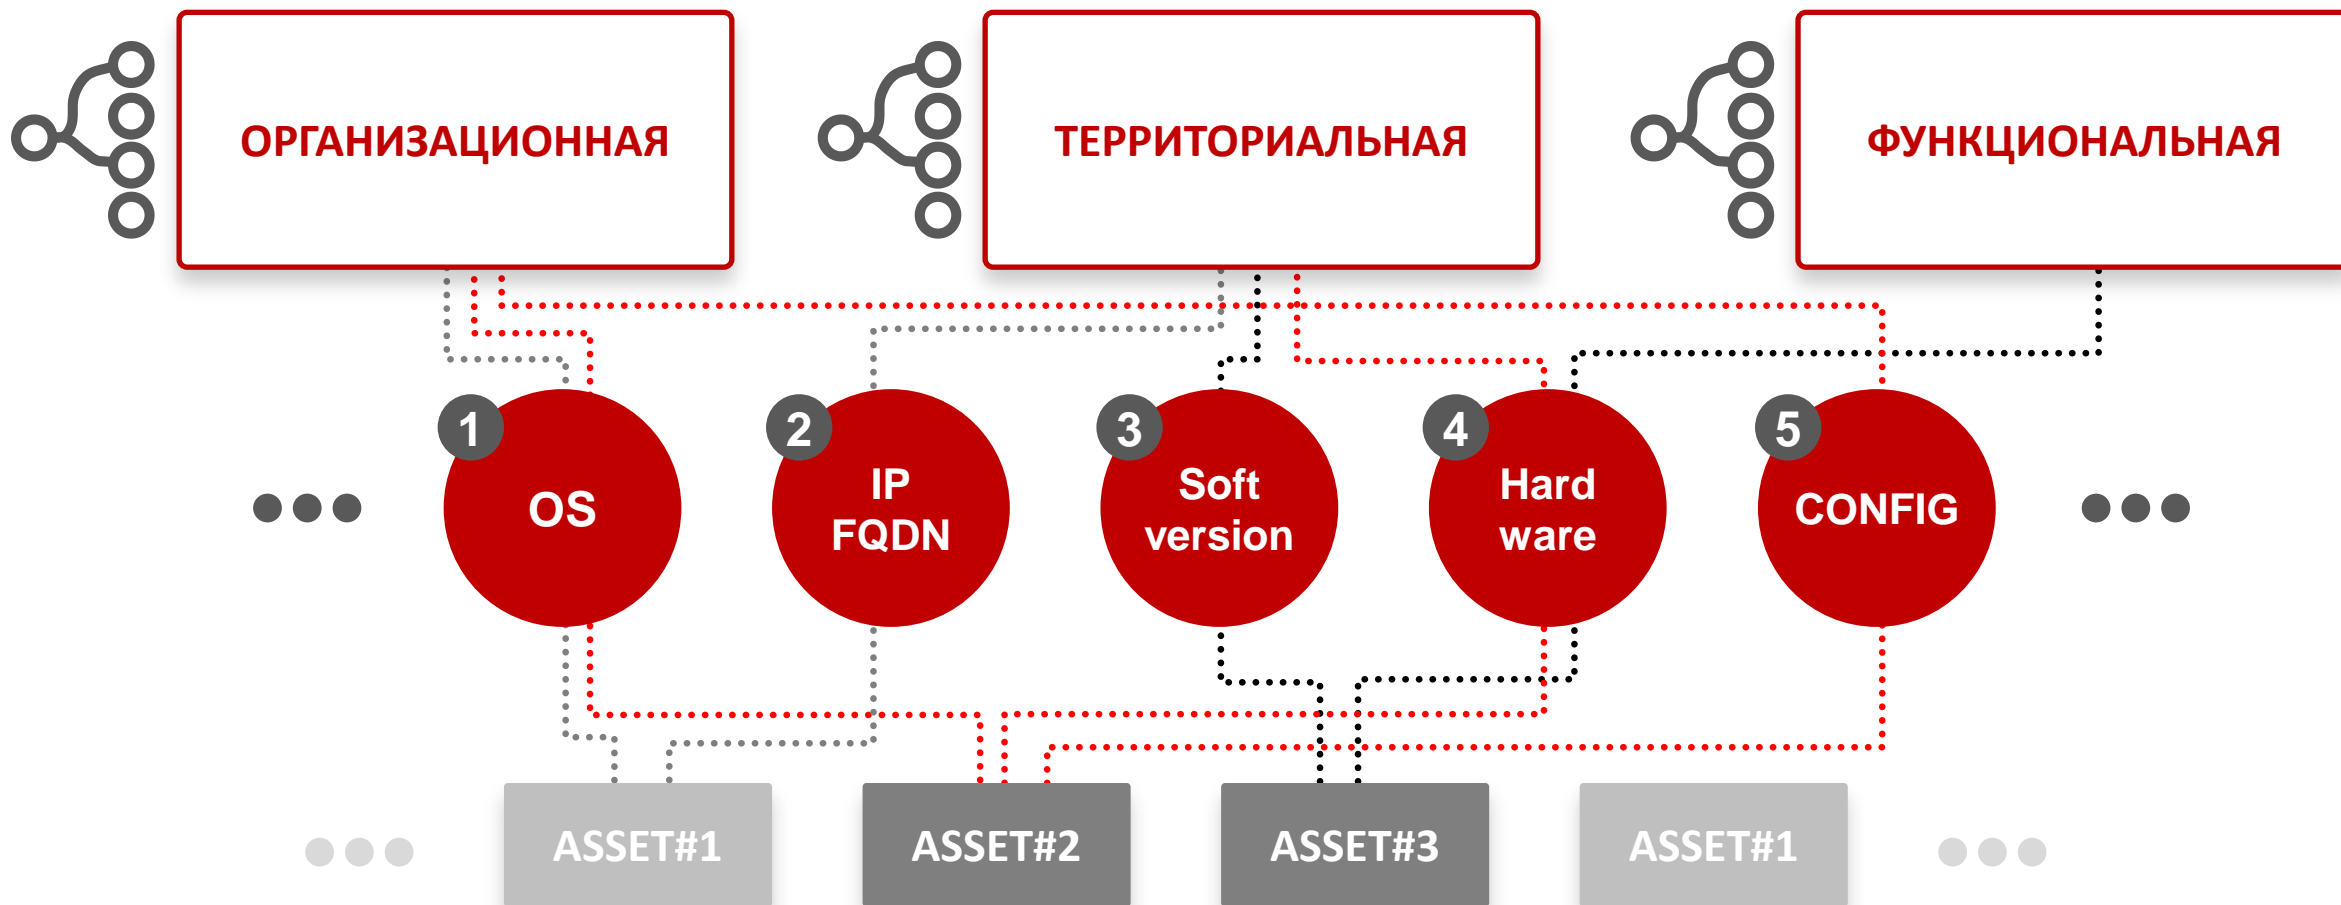 ОРГАНИЗАЦИОННАЯ
ТЕРРИТОРИАЛЬНАЯ
ФУНКЦИОНАЛЬНАЯ
1
OS
2
IP
FQDN
3
Soft
version
4
Hard
ware
5
CONFIG
ASSET#1
ASSET#2
ASSET#3
ASSET#1